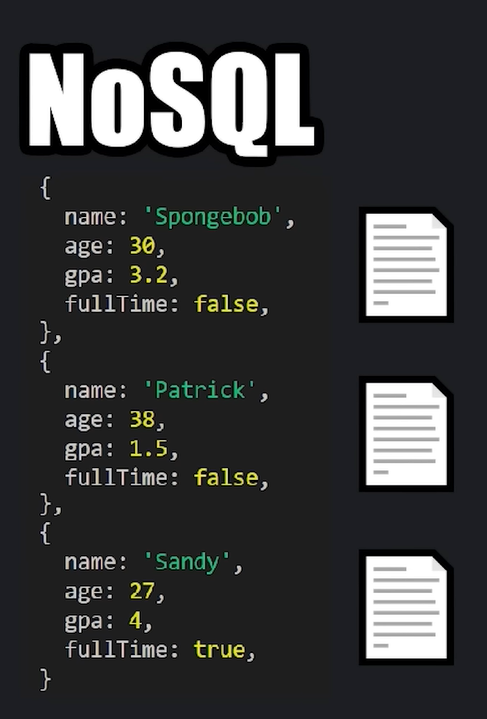 NoSQL
{
  name: 'Spongebob',
  age: 30,
  gpa: 3.2,
  fullTime: false,
},
{
  name: 'Patrick',
  age: 38,
  gpa: 1.5,
  fullTime: false,
},
{
  name: 'Sandy',
  age: 27,
  gpa: 4,
  fullTime: true,
}